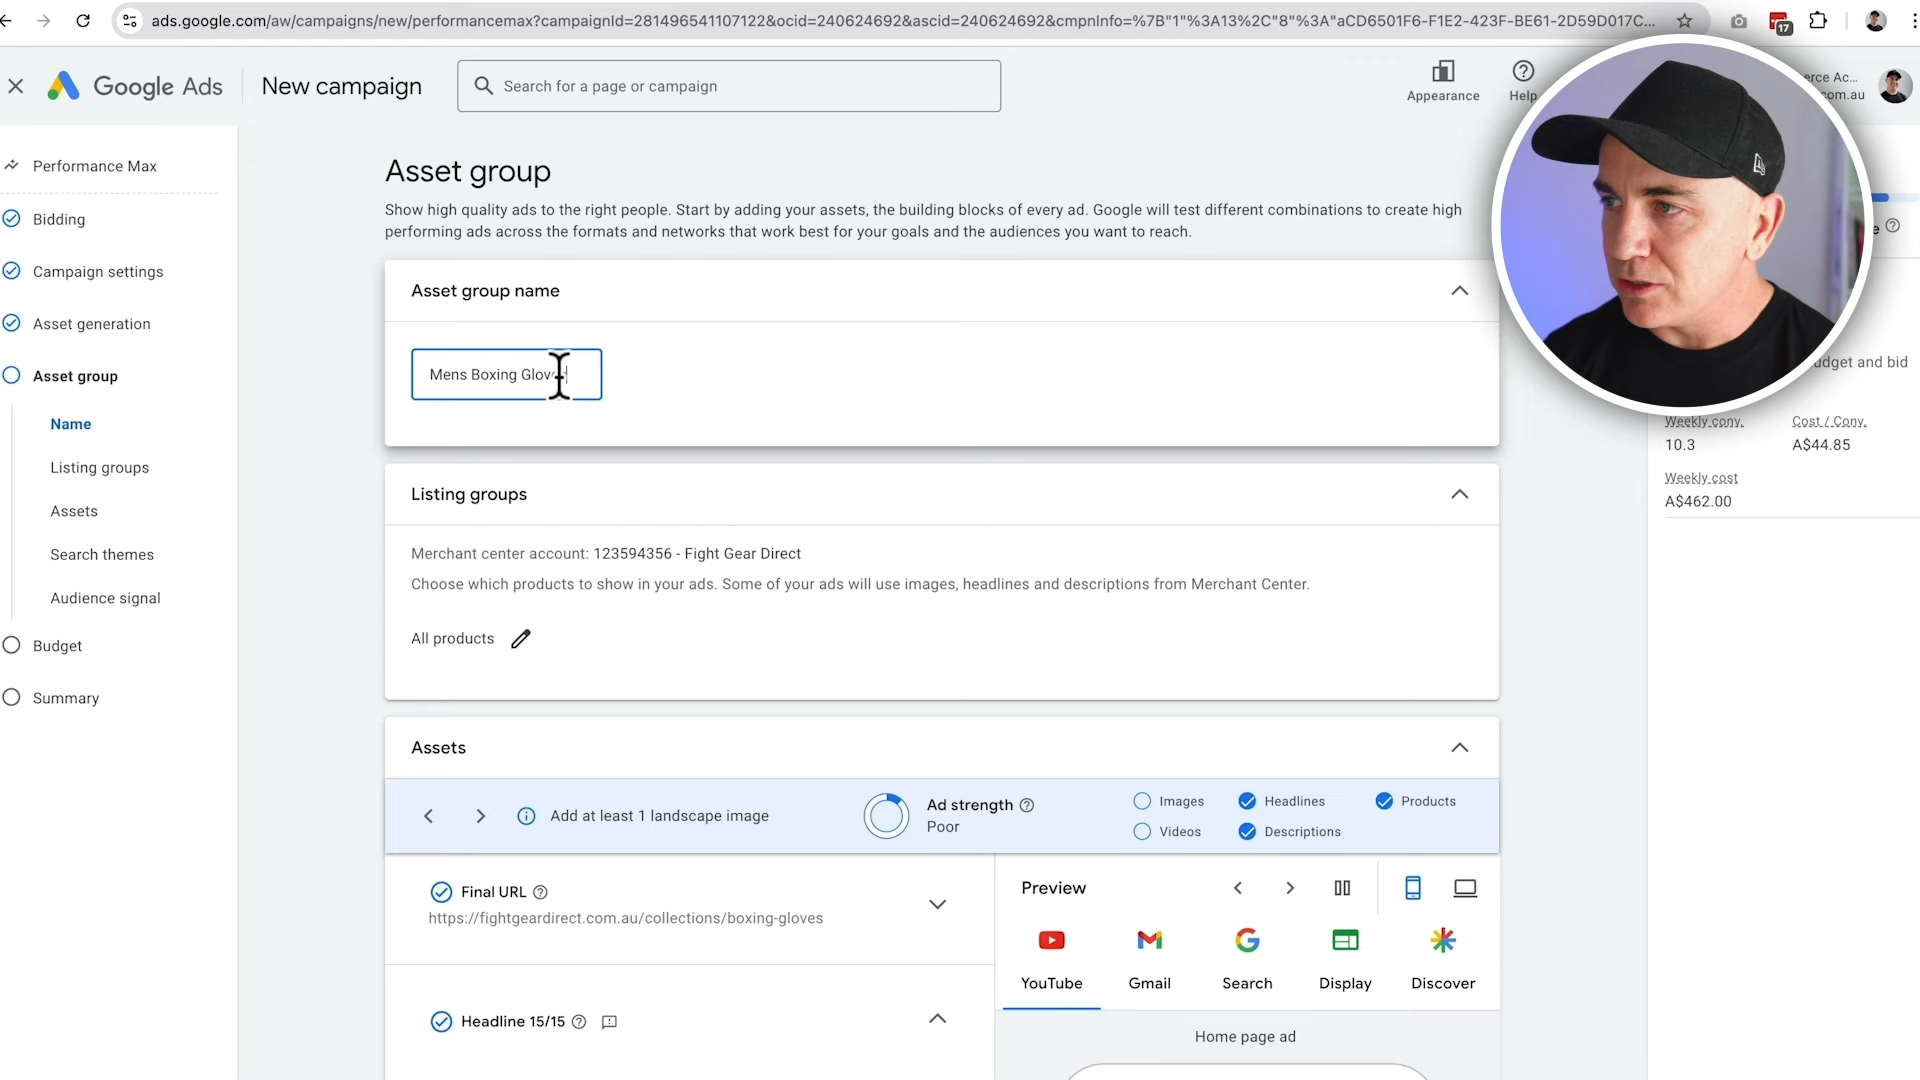 ads.google.com/aw/campaigns/new/performancemax?campaignId=281496541107122&ocid=240624692&ascid=240624692&cmpnInfo=%7B"1"%3A13%2C"8"%3A"aCD6501F6-F1E2-423F-BE61-2D59D017C...
17
Google Ads
New campaign
Search for a page or campaign
Appearance
Help
erce Ac...
com.au
Performance Max
Bidding
Campaign settings
Asset generation
Asset group
Name
Listing groups
Assets
Search themes
Audience signal
Budget
Summary
Asset group
Show high quality ads to the right people. Start by adding your assets, the building blocks of every ad. Google will test different combinations to create high
performing ads across the formats and networks that work best for your goals and the audiences you want to reach.
Asset group name
Mens Boxing Glove
Listing groups
Merchant center account: 123594356 - Fight Gear Direct
Choose which products to show in your ads. Some of your ads will use images, headlines and descriptions from Merchant Center.
All products
Assets
Add at least 1 landscape image
Ad strength
Poor
Images
Headlines
Products
Videos
Descriptions
Final URL
https://fightgeardirect.com.au/collections/boxing-gloves
Headline 15/15
Preview
YouTube
Gmail
Search
Display
Discover
Home page ad
udget and bid
Weekly conv.
Cost / Conv.
10.3
A$44.85
Weekly cost
A$462.00